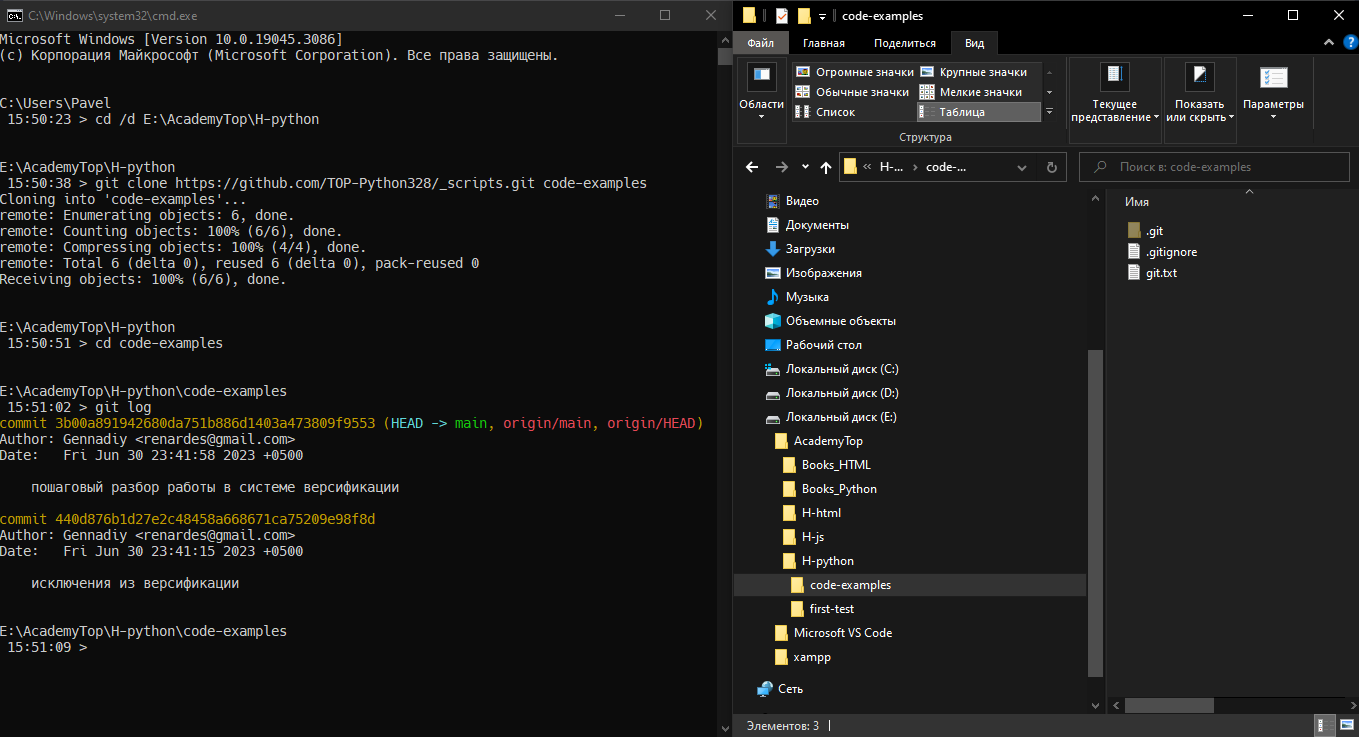 C:\Windows\system32\cmd.exe
Microsoft Windows [Version 10.0.19045.3086]
(c) Корпорация Майкрософт (Microsoft Corporation). Все права защищены.
C:\Users\Pavel
15:50:23 > cd /d E:\AcademyTop\H-python
E:\AcademyTop\H-python
15:50:38 > git clone https://github.com/TOP-Python328/_scripts.git code-examples
Cloning into 'code-examples'...
remote: Enumerating objects: 6, done.
remote: Counting objects: 100% (6/6), done.
remote: Compressing objects: 100% (4/4), done.
remote: Total 6 (delta 0), reused 6 (delta 0), pack-reused 0
Receiving objects: 100% (6/6), done.
E:\AcademyTop\H-python
15:50:51 > cd code-examples
E:\AcademyTop\H-python\code-examples
15:51:02 > git log
commit 3b00a891942680da751b886d1403a473809f9553 (HEAD -> main, origin/main, origin/HEAD)
Author: Gennadiy <renardes@gmail.com>
Date:   Fri Jun 30 23:41:58 2023 +0500
пошаговый разбор работы в системе версификации
commit 440d876b1d27e2c48458a668671ca75209e98f8d
Author: Gennadiy <renardes@gmail.com>
Date:   Fri Jun 30 23:41:15 2023 +0500
исключения из версификации
E:\AcademyTop\H-python\code-examples
15:51:09 >
code-examples
Файл Главная Поделиться Вид
Области
Огромные значки Крупные значки
Обычные значки Мелкие значки
Список Таблица
Структура
Текущее
представление
Показать
или скрыть
Параметры
« H-... › code-...
Поиск в: code-examples
Видео
Документы
Загрузки
Изображения
Музыка
Объемные объекты
Рабочий стол
Локальный диск (C:)
Локальный диск (D:)
Локальный диск (E:)
AcademyTop
Books_HTML
Books_Python
H-html
H-js
H-python
code-examples
first-test
Microsoft VS Code
xampp
Сеть
Имя
.git
.gitignore
git.txt
Элементов: 3